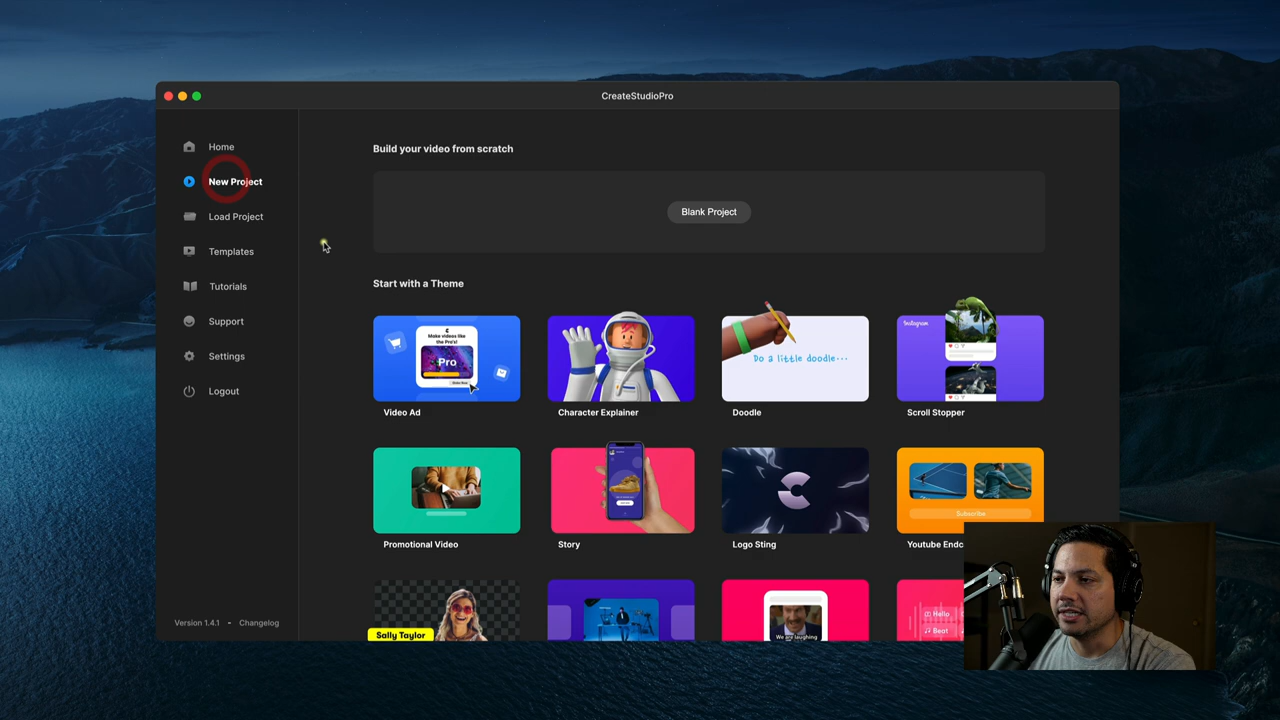 CreateStudioPro
Home
New Project
Load Project
Templates
Tutorials
Support
Settings
Logout
Version 1.4.1 - Changelog
Build your video from scratch
Blank Project
Start with a Theme
Make videos like
the Pro's!
Pro
Video Ad
Character Explainer
Do a little doodle...
Doodle
Instagram
Scroll Stopper
Promotional Video
Story
Logo Sting
Subscribe
Youtube Endc
Sally Taylor
We are laughing
Hello
Beat